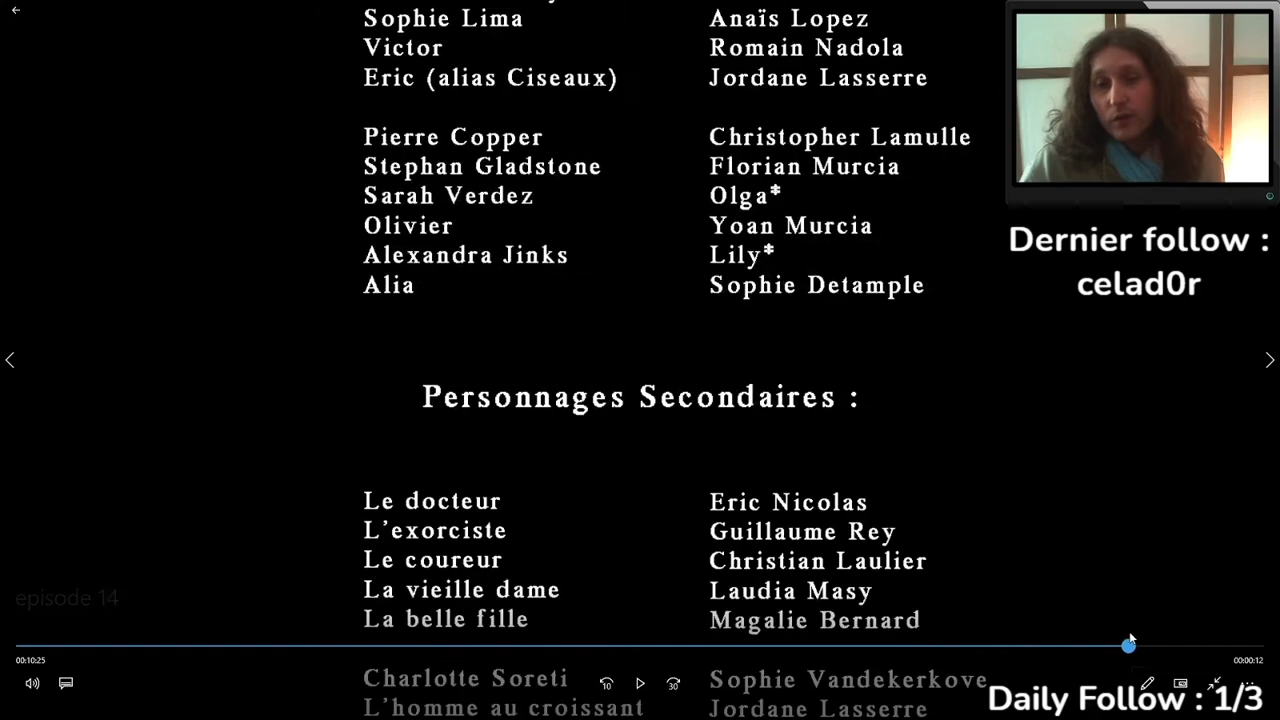 Sophie Lima Anaïs Lopez
Victor Romain Nadola
Eric (alias Ciseaux) Jordane Lasserre
Pierre Copper Christopher Lamulle
Stephan Gladstone Florian Murcia
Sarah Verdez Olga*
Olivier Yoan Murcia
Alexandra Jinks Lily*
Alia Sophie Detample
Dernier follow :
celad0r
Personnages Secondaires :
Le docteur Eric Nicolas
L'exorciste Guillaume Rey
Le coureur Christian Laulier
La vieille dame Laudia Masy
La belle fille Magalie Bernard
episode 14
00:10:25 00:00:12
Charlotte Soreti Sophie Vandekerkove
10 30
L'homme au croissant Jordane Lasserre
Daily Follow : 1/3